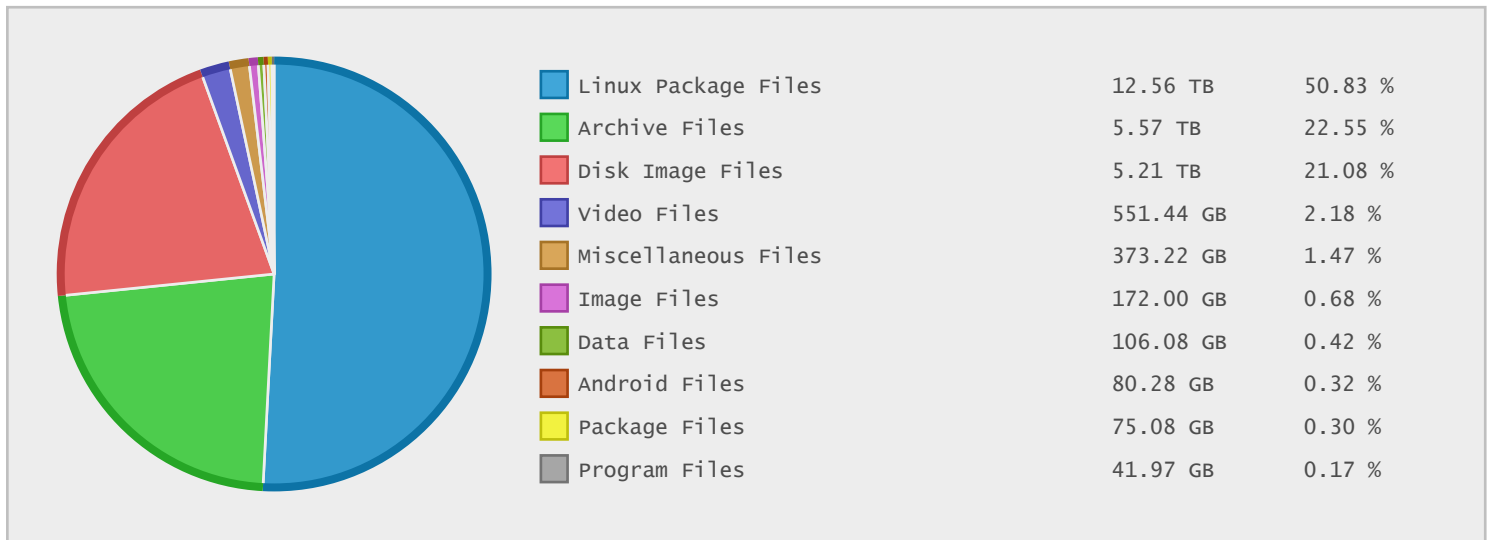 Linux Package Files 12.56 TB 50.83 %
Archive Files 5.57 TB 22.55 %
Disk Image Files 5.21 TB 21.08 %
Video Files 551.44 GB 2.18 %
Miscellaneous Files 373.22 GB 1.47 %
Image Files 172.00 GB 0.68 %
Data Files 106.08 GB 0.42 %
Android Files 80.28 GB 0.32 %
Package Files 75.08 GB 0.30 %
Program Files 41.97 GB 0.17 %